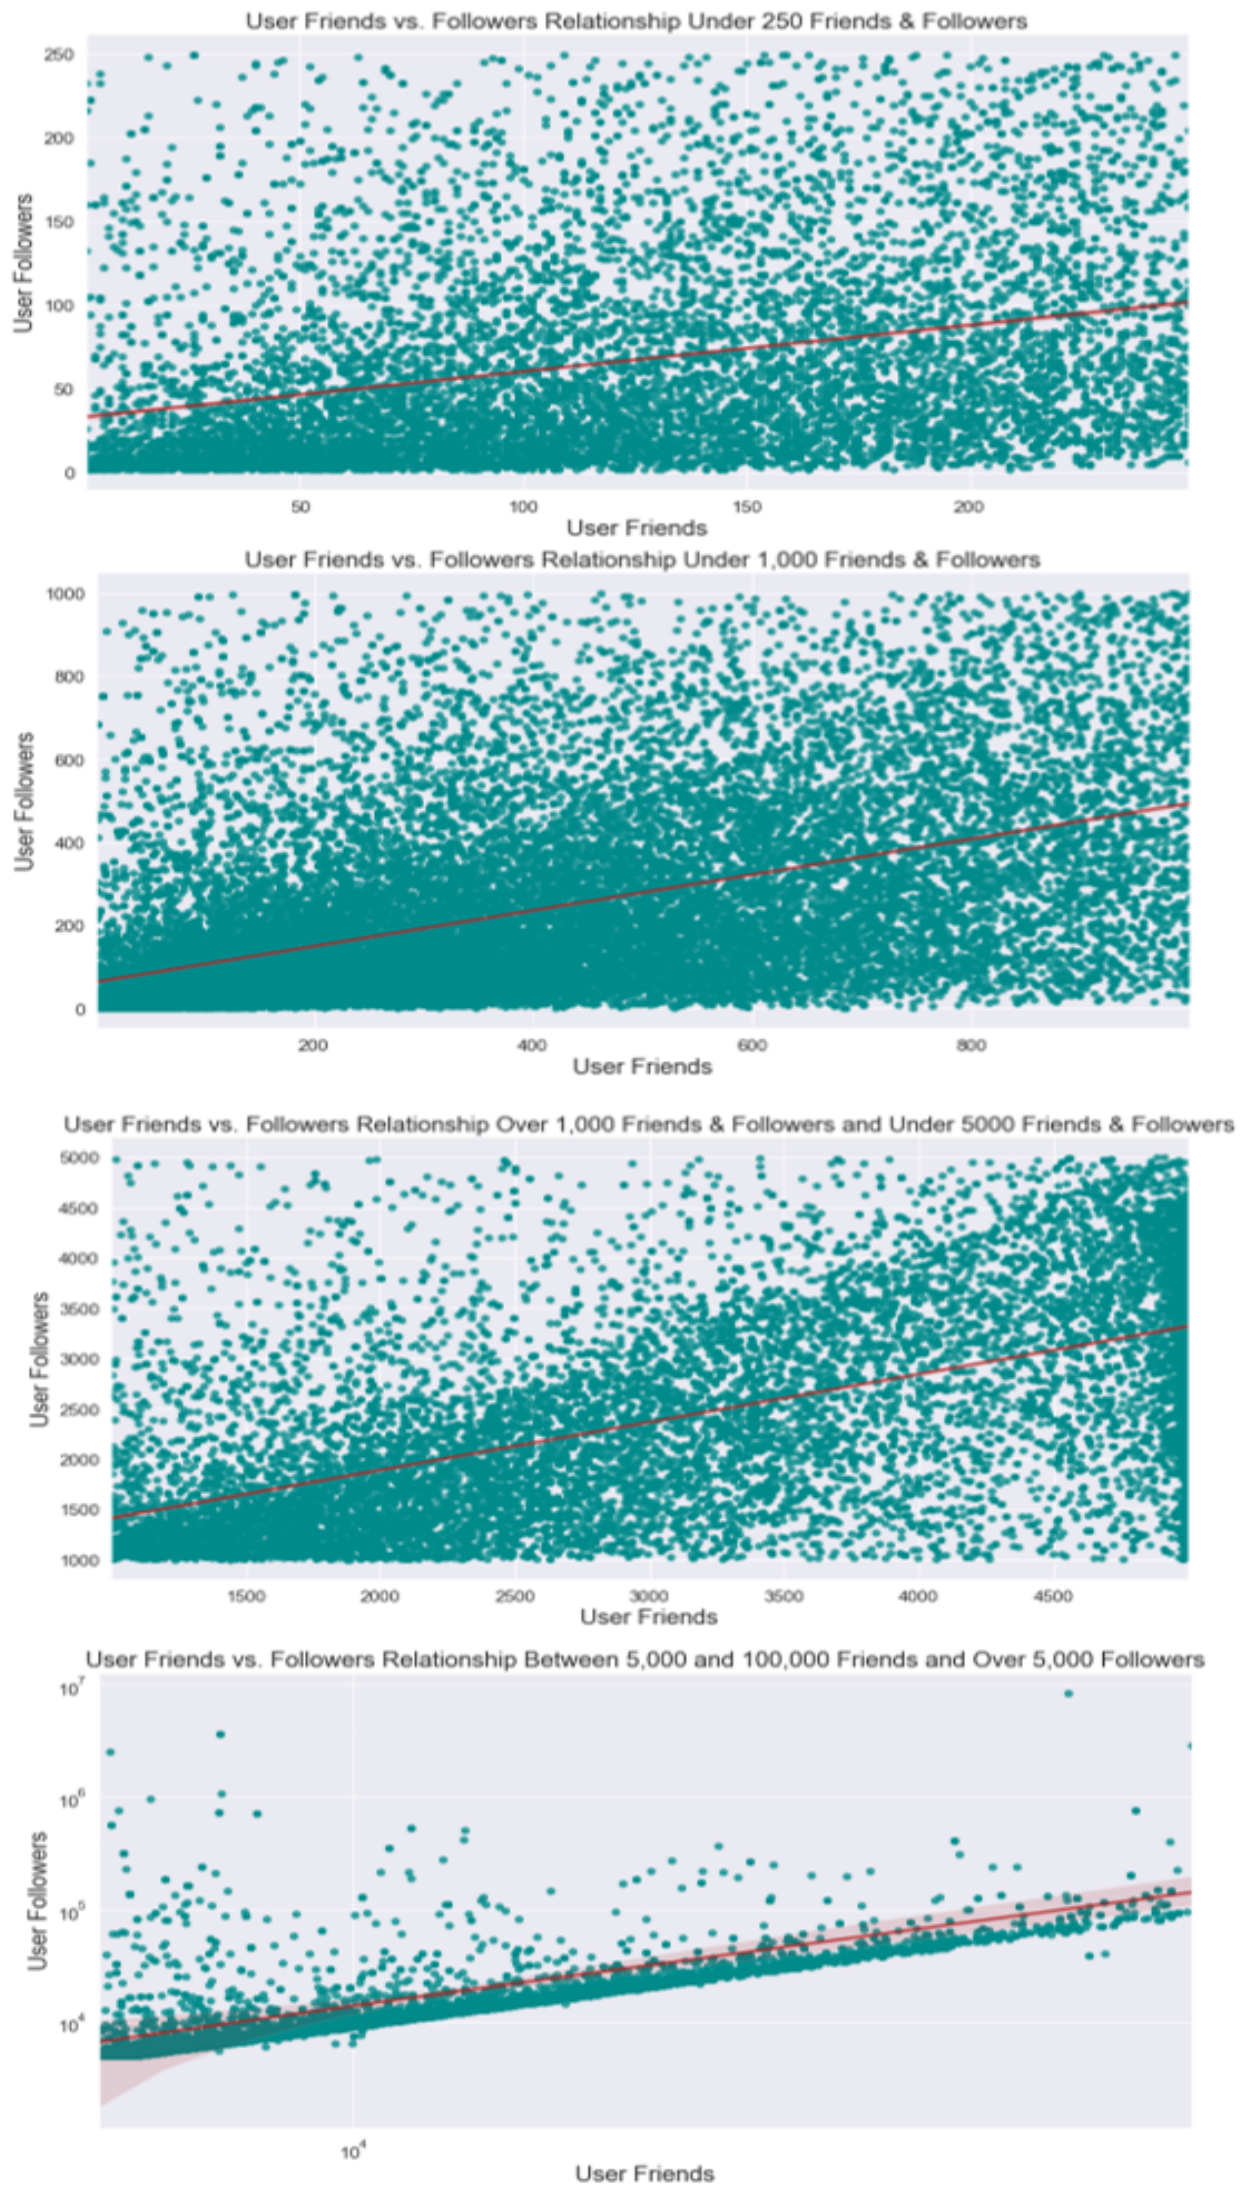 User Friends vs. Followers Relationship Under 250 Friends & Followers
250
200
150
100
50
0
User Followers
50 100 150 200
User Friends
User Friends vs. Followers Relationship Under 1,000 Friends & Followers
1000
800
600
400
200
0
User Followers
200 400 600 800
User Friends
User Friends vs. Followers Relationship Over 1,000 Friends & Followers and Under 5000 Friends & Followers
5000
4500
4000
3500
3000
2500
2000
1500
1000
User Followers
1500 2000 2500 3000 3500 4000 4500
User Friends
User Friends vs. Followers Relationship Between 5,000 and 100,000 Friends and Over 5,000 Followers
10⁷
10⁶
10⁵
10⁴
User Followers
10⁴
User Friends